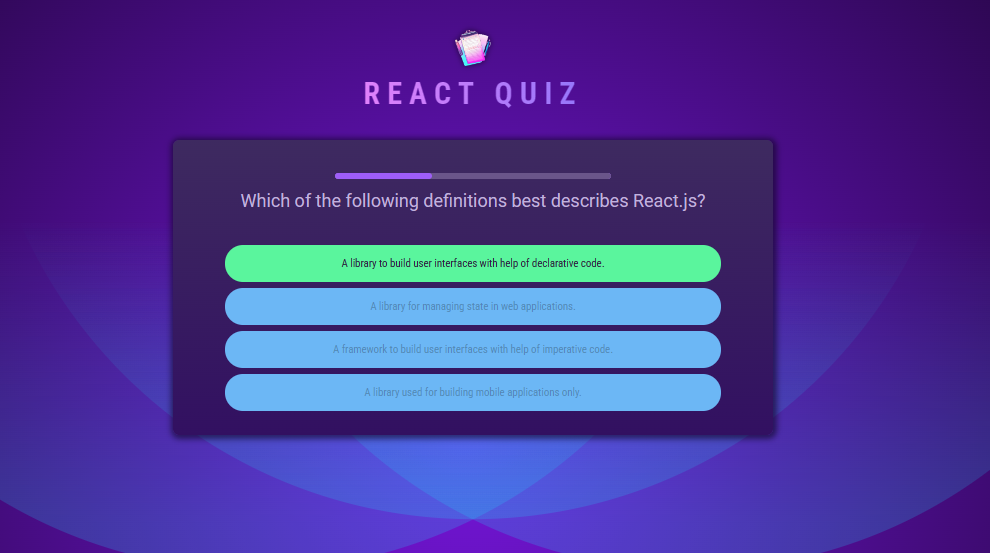 REACT QUIZ
Which of the following definitions best describes React.js?
A library to build user interfaces with help of declarative code.
A library for managing state in web applications.
A framework to build user interfaces with help of imperative code.
A library used for building mobile applications only.